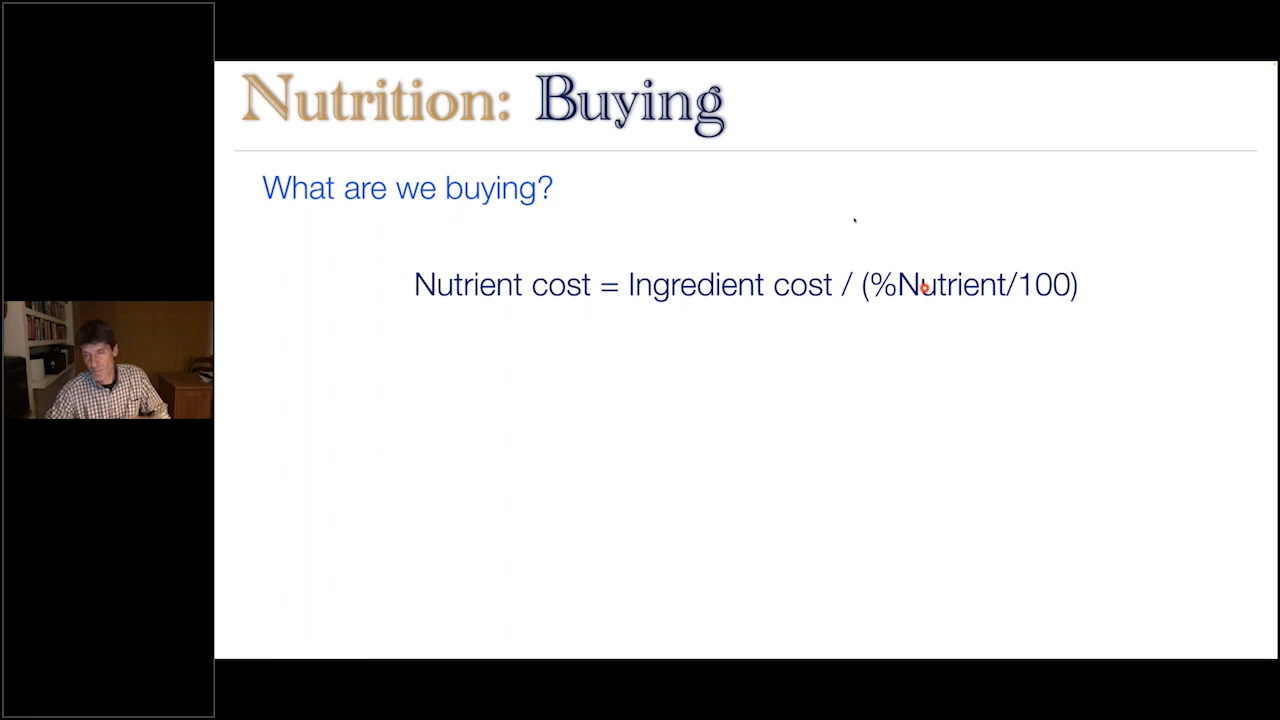 Nutrition: Buying
What are we buying?
Nutrient cost = Ingredient cost / (%Nutrient/100)